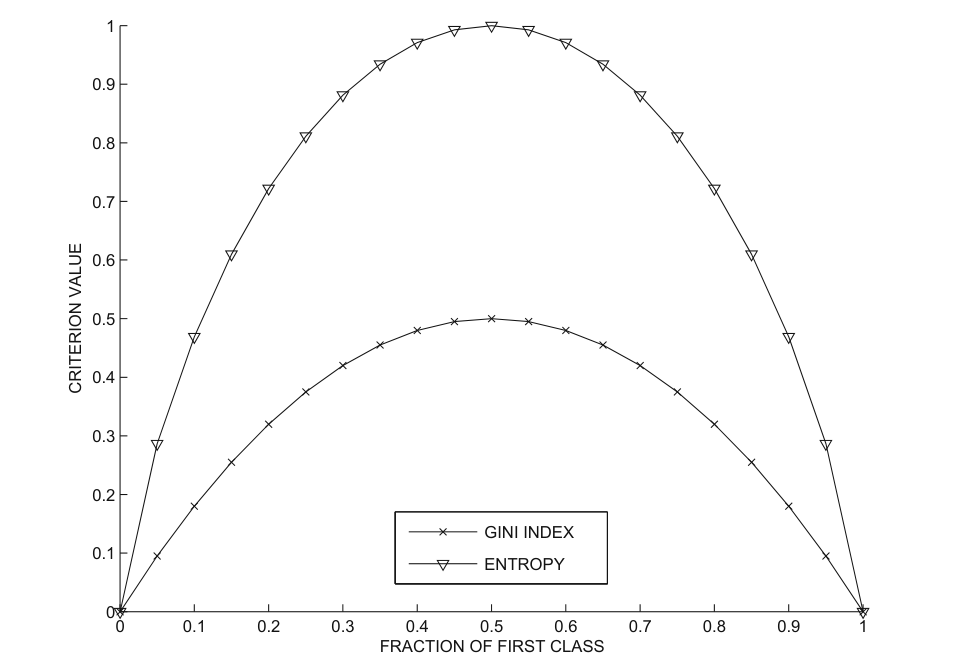 1
0.9
0.8
0.7
0.6
0.5
0.4
0.3
0.2
0.1
0
CRITERION VALUE
GINI INDEX
ENTROPY
0 0.1 0.2 0.3 0.4 0.5 0.6 0.7 0.8 0.9 1
FRACTION OF FIRST CLASS